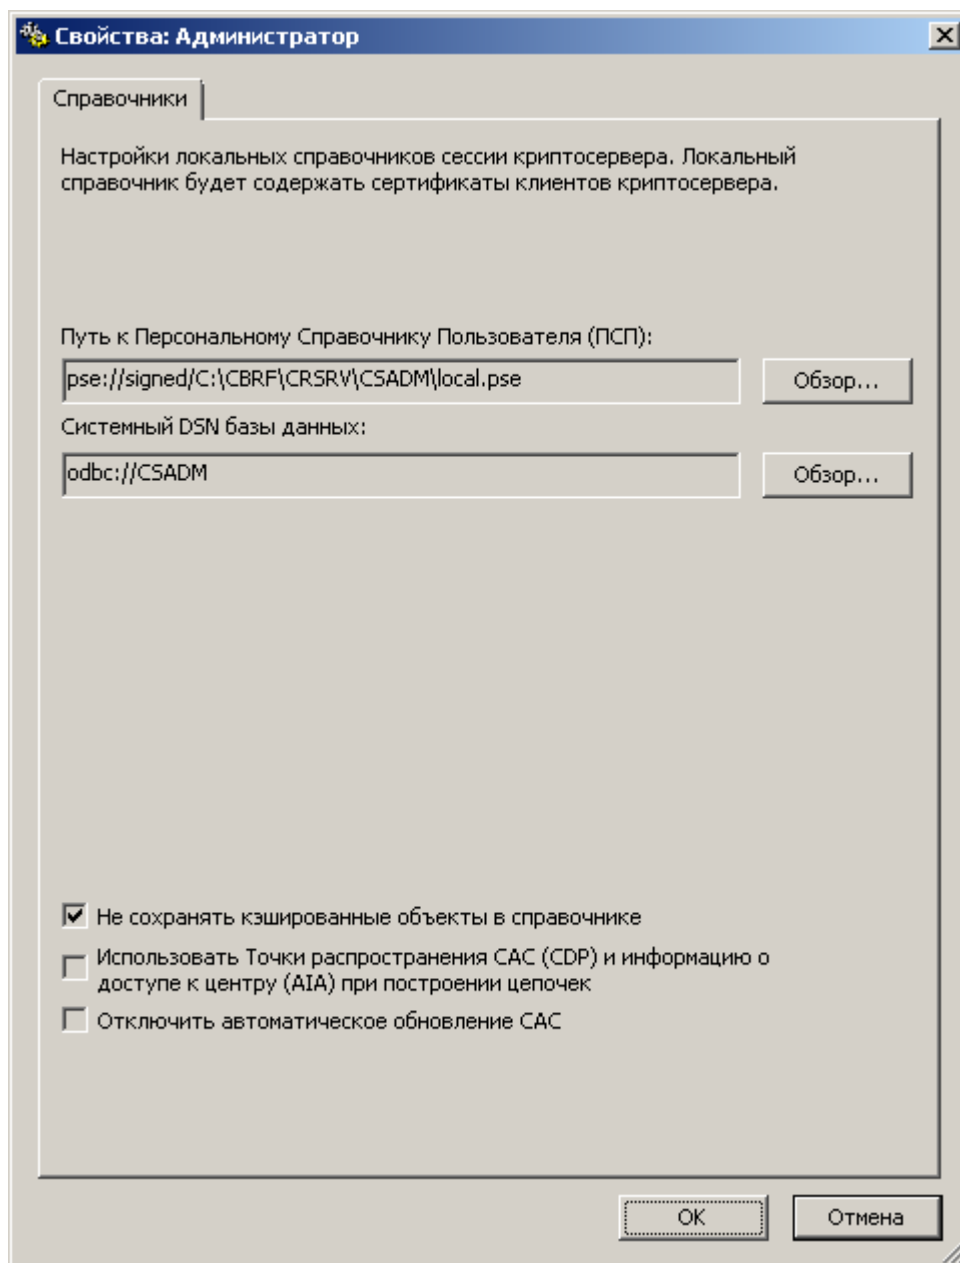 Свойства: Администратор
Справочники
Настройки локальных справочников сессии криптосервера. Локальный
справочник будет содержать сертификаты клиентов криптосервера.
Путь к Персональному Справочнику Пользователя (ПСП):
pse://signed/C:\CBRF\CRSRV\CSADM\local.pse
Обзор...
Системный DSN базы данных:
odbc://CSADM
Обзор...
Не сохранять кэшированные объекты в справочнике
Использовать Точки распространения САС (CDP) и информацию о
доступе к центру (AIA) при построении цепочек
Отключить автоматическое обновление САС
OK
Отмена